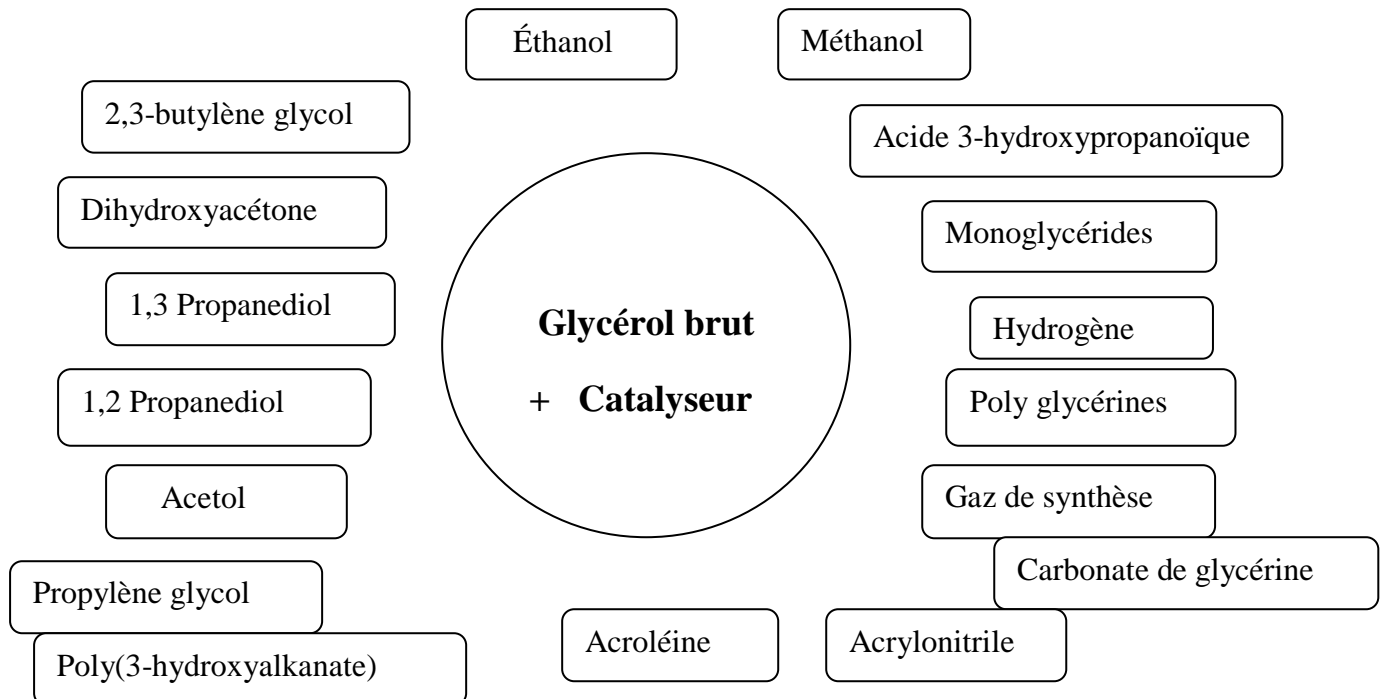 Éthanol
Méthanol
2,3-butylène glycol
Acide 3-hydroxypropanoïque
Dihydroxyacétone
Monoglycérides
1,3 Propanediol
Glycérol brut
Hydrogène
1,2 Propanediol
+ Catalyseur
Poly glycérines
Acetol
Gaz de synthèse
Carbonate de glycérine
Propylène glycol
Acroléine
Acrylonitrile
Poly(3-hydroxyalkanate)